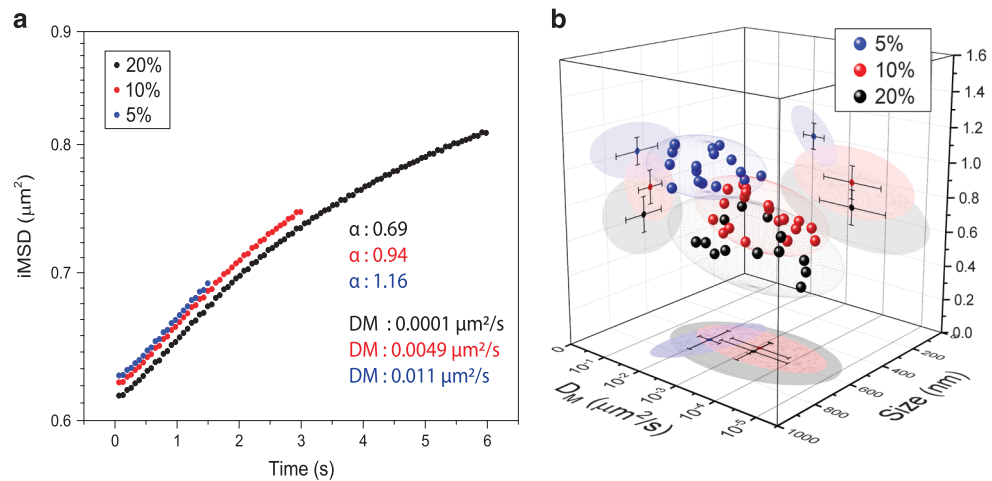 a
0.9
0.8
0.7
0.6
iMSD (μm²)
20%
10%
5%
α : 0.69
α : 0.94
α : 1.16
DM : 0.0001 μm²/s
DM : 0.0049 μm²/s
DM : 0.011 μm²/s
0 1 2 3 4 5 6
Time (s)
b
5%
10%
20%
1.6
1.4
1.2
1.0
0.8
0.6
0.4
0.2
0.0
0
10⁻¹
10⁻²
10⁻³
10⁻⁴
10⁻⁵
D_M (μm²/s)
200
400
600
800
1000
Size (nm)